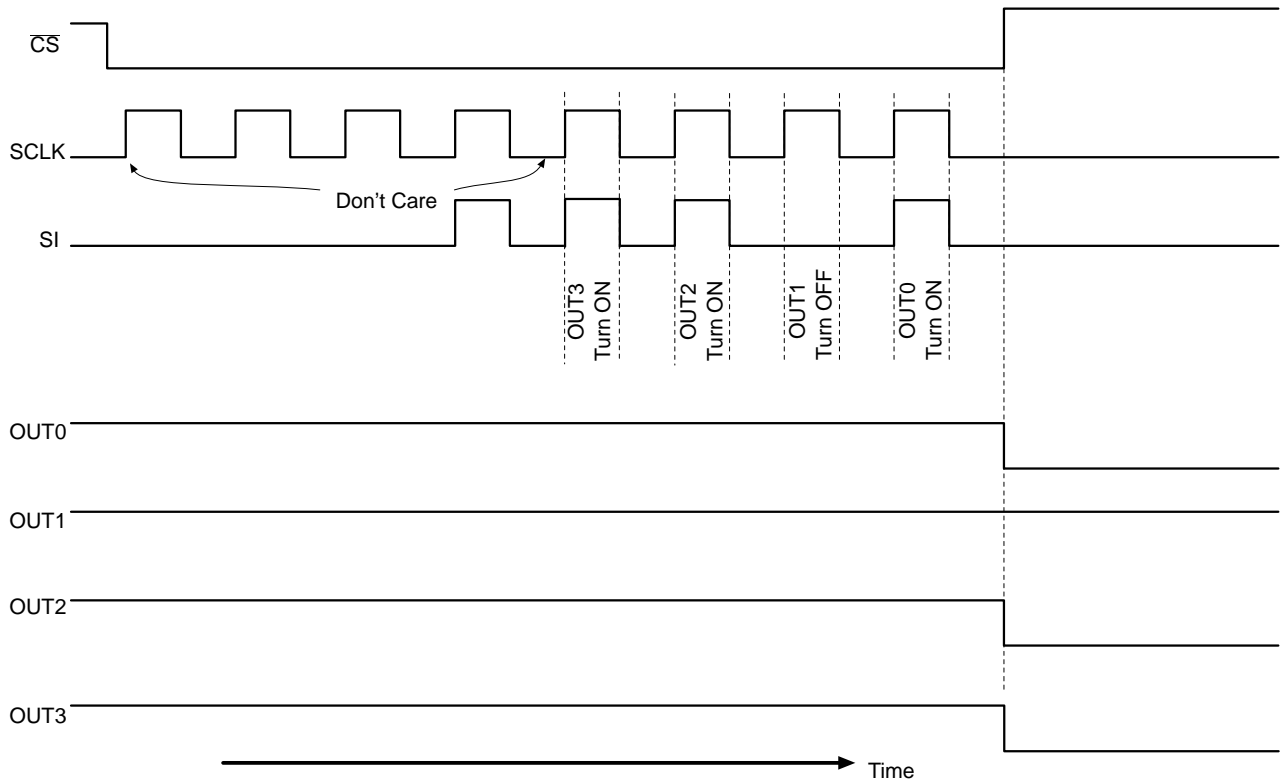 C̅S̅
SCLK
Don't Care
SI
OUT3
Turn ON
OUT2
Turn ON
OUT1
Turn OFF
OUT0
Turn ON
OUT0
OUT1
OUT2
OUT3
Time